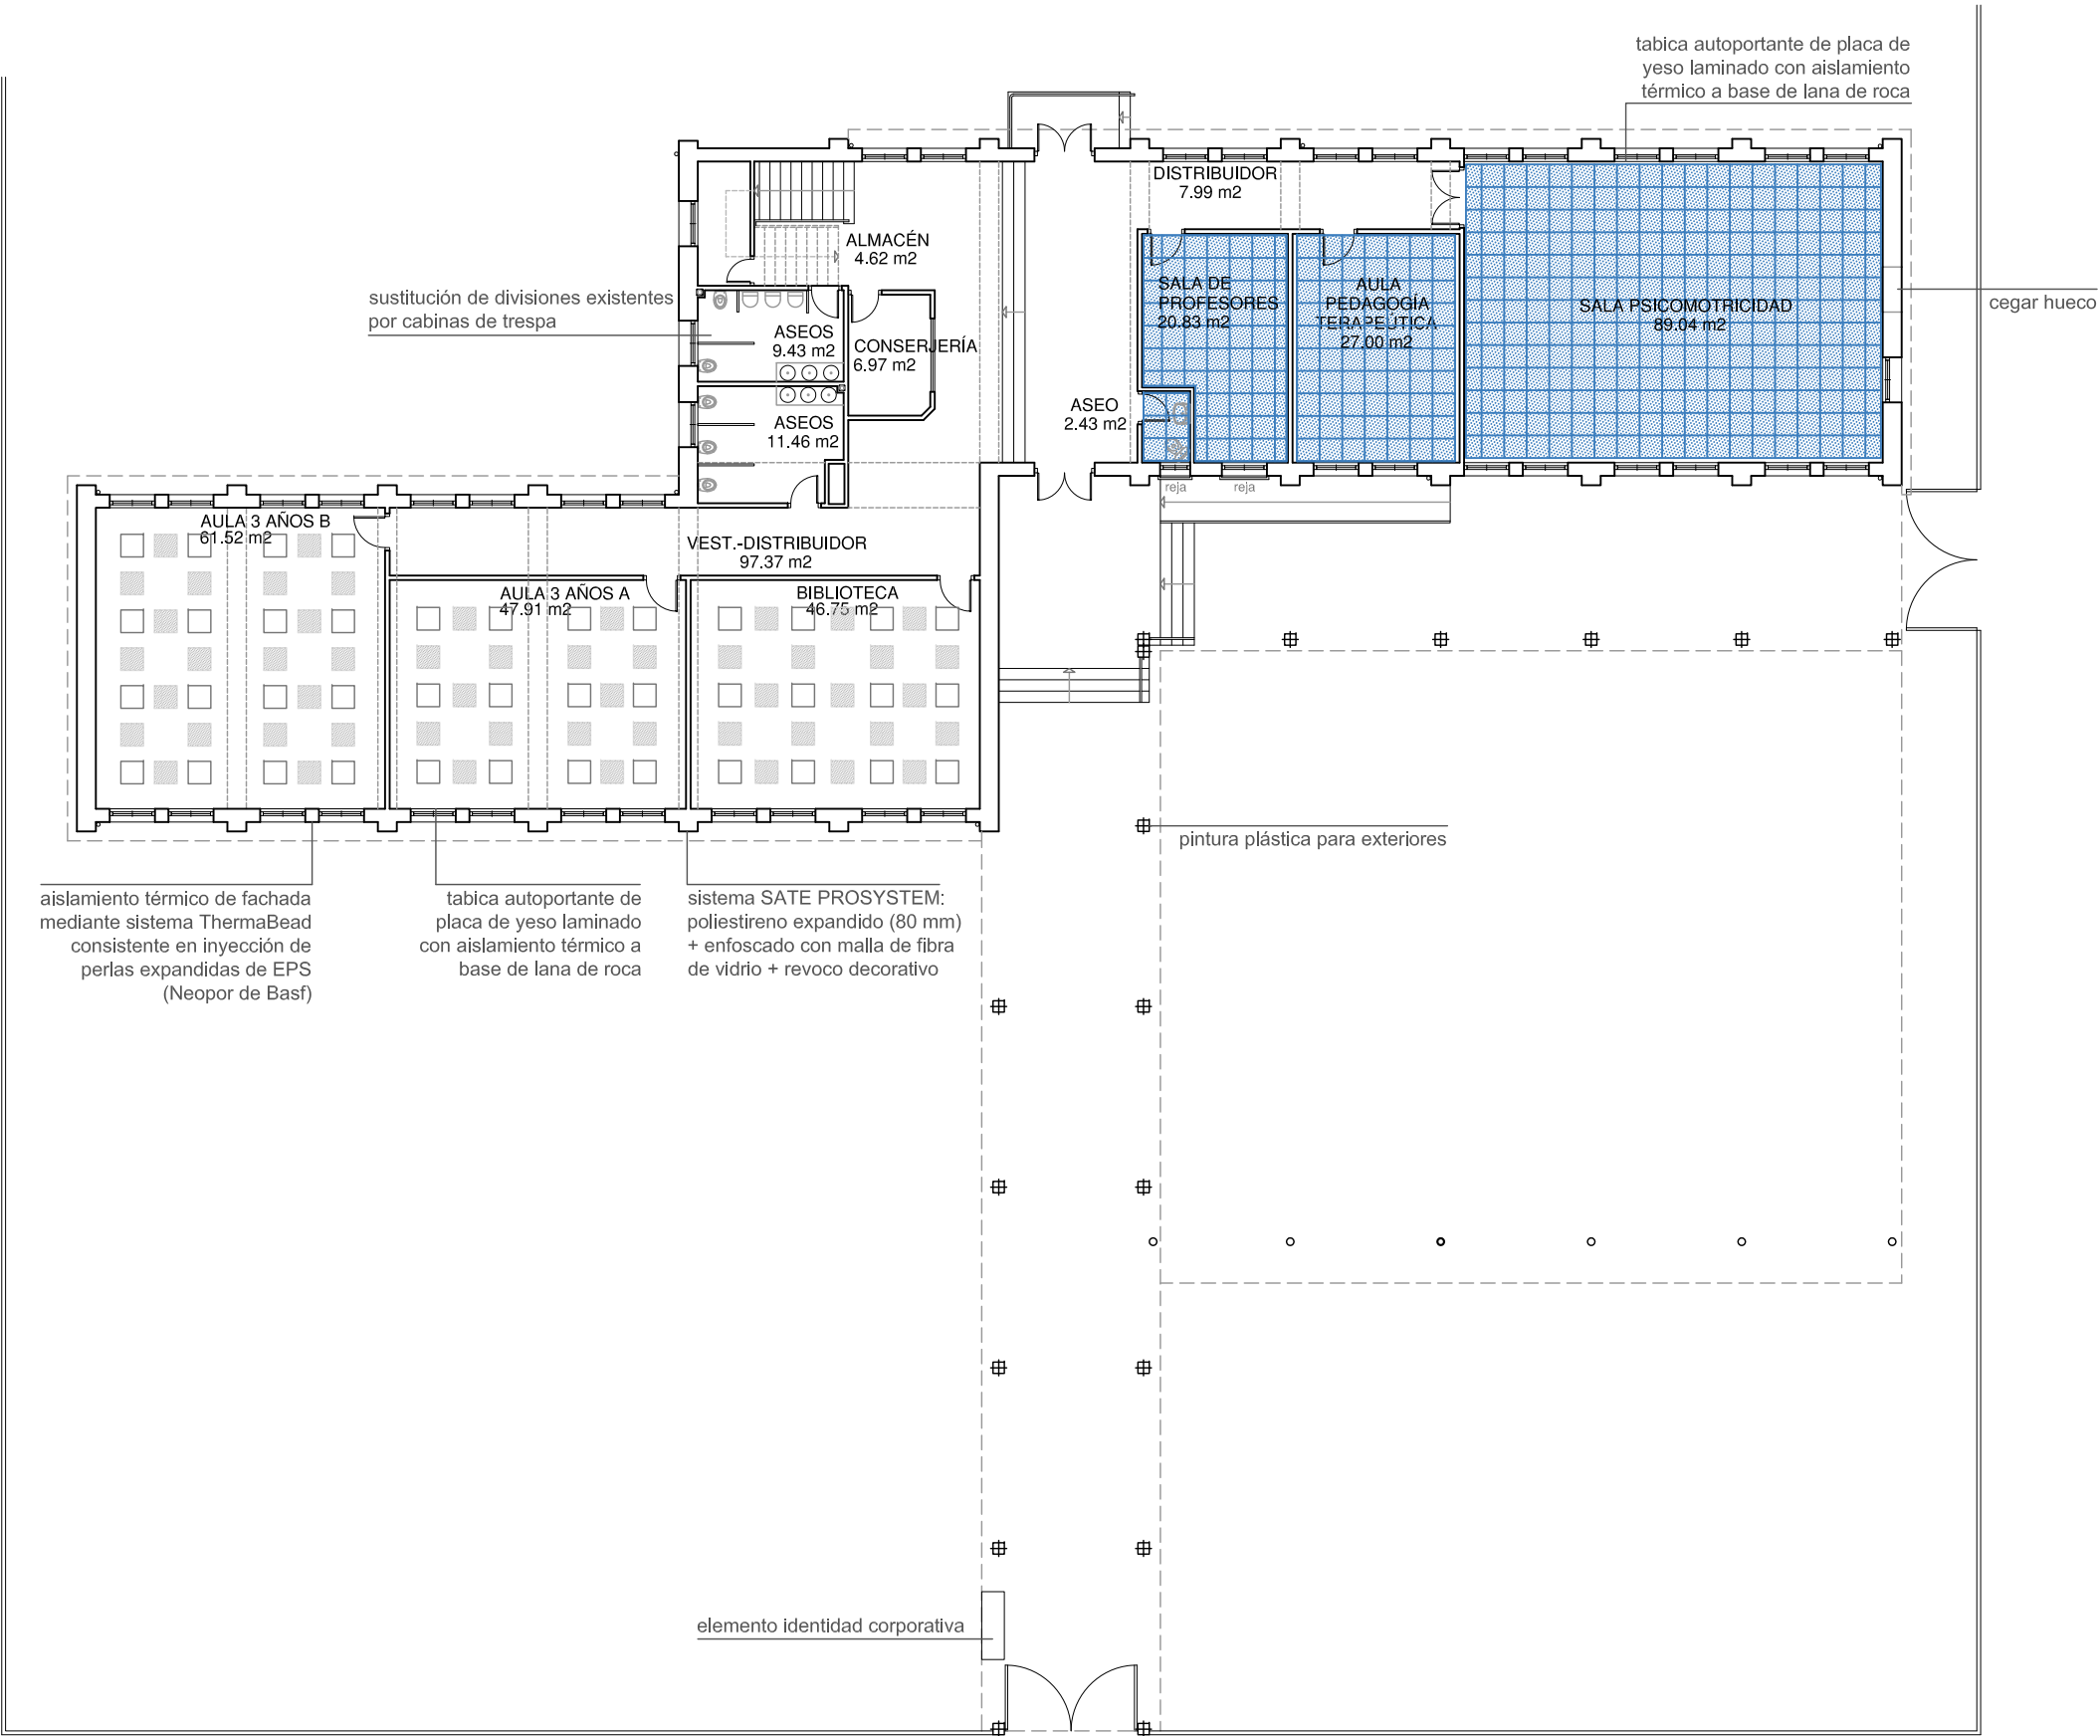 tabica autoportante de placa de
yeso laminado con aislamiento
térmico a base de lana de roca
DISTRIBUIDOR
7.99 m2
ALMACÉN
4.62 m2
sustitución de divisiones existentes
por cabinas de trespa
ASEOS
9.43 m2
CONSERJERÍA
6.97 m2
ASEOS
11.46 m2
ASEO
2.43 m2
SALA DE
PROFESORES
20.83 m2
AULA
PEDAGOGÍA
TERAPEÚTICA
27.00 m2
SALA PSICOMOTRICIDAD
89.04 m2
cegar hueco
reja
reja
AULA 3 AÑOS B
61.52 m2
VEST.-DISTRIBUIDOR
97.37 m2
AULA 3 AÑOS A
47.91 m2
BIBLIOTECA
46.75 m2
pintura plástica para exteriores
aislamiento térmico de fachada
mediante sistema ThermaBead
consistente en inyección de
perlas expandidas de EPS
(Neopor de Basf)
tabica autoportante de
placa de yeso laminado
con aislamiento térmico a
base de lana de roca
sistema SATE PROSYSTEM:
poliestireno expandido (80 mm)
+ enfoscado con malla de fibra
de vidrio + revoco decorativo
elemento identidad corporativa